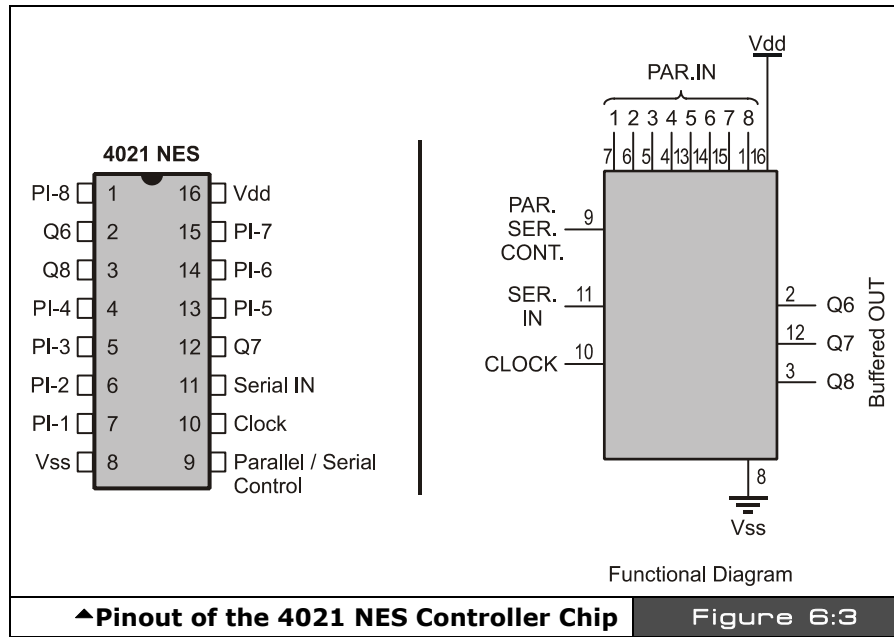 4021 NES
PI-8 1 16 Vdd
Q6 2 15 PI-7
Q8 3 14 PI-6
PI-4 4 13 PI-5
PI-3 5 12 Q7
PI-2 6 11 Serial IN
PI-1 7 10 Clock
Vss 8 9 Parallel / Serial
Control
Vdd
PAR.IN
1 2 3 4 5 6 7 8
7 6 5 4 13 14 15 1 16
PAR.
SER.
CONT.
9
SER.
IN
11
CLOCK
10
2 Q6
12 Q7
3 Q8
Buffered OUT
8
Vss
Functional Diagram
Pinout of the 4021 NES Controller Chip
Figure 6:3